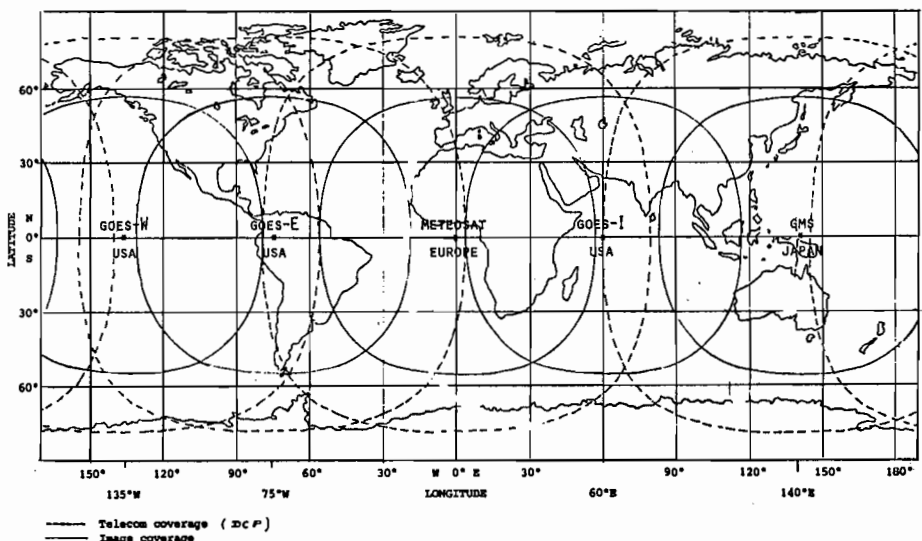 60°
30°
GOES-W GOES-E METEOSAT GOES-I GMS
LATITUDE N 0° S
USA USA EUROPE USA JAPAN
30°
60°
150° 120° 90° 60° 30° W 0° E 30° 60° 90° 120° 150° 180°
135°W 75°W LONGITUDE 60°E 140°E
Telecom coverage (DCP)
Image coverage